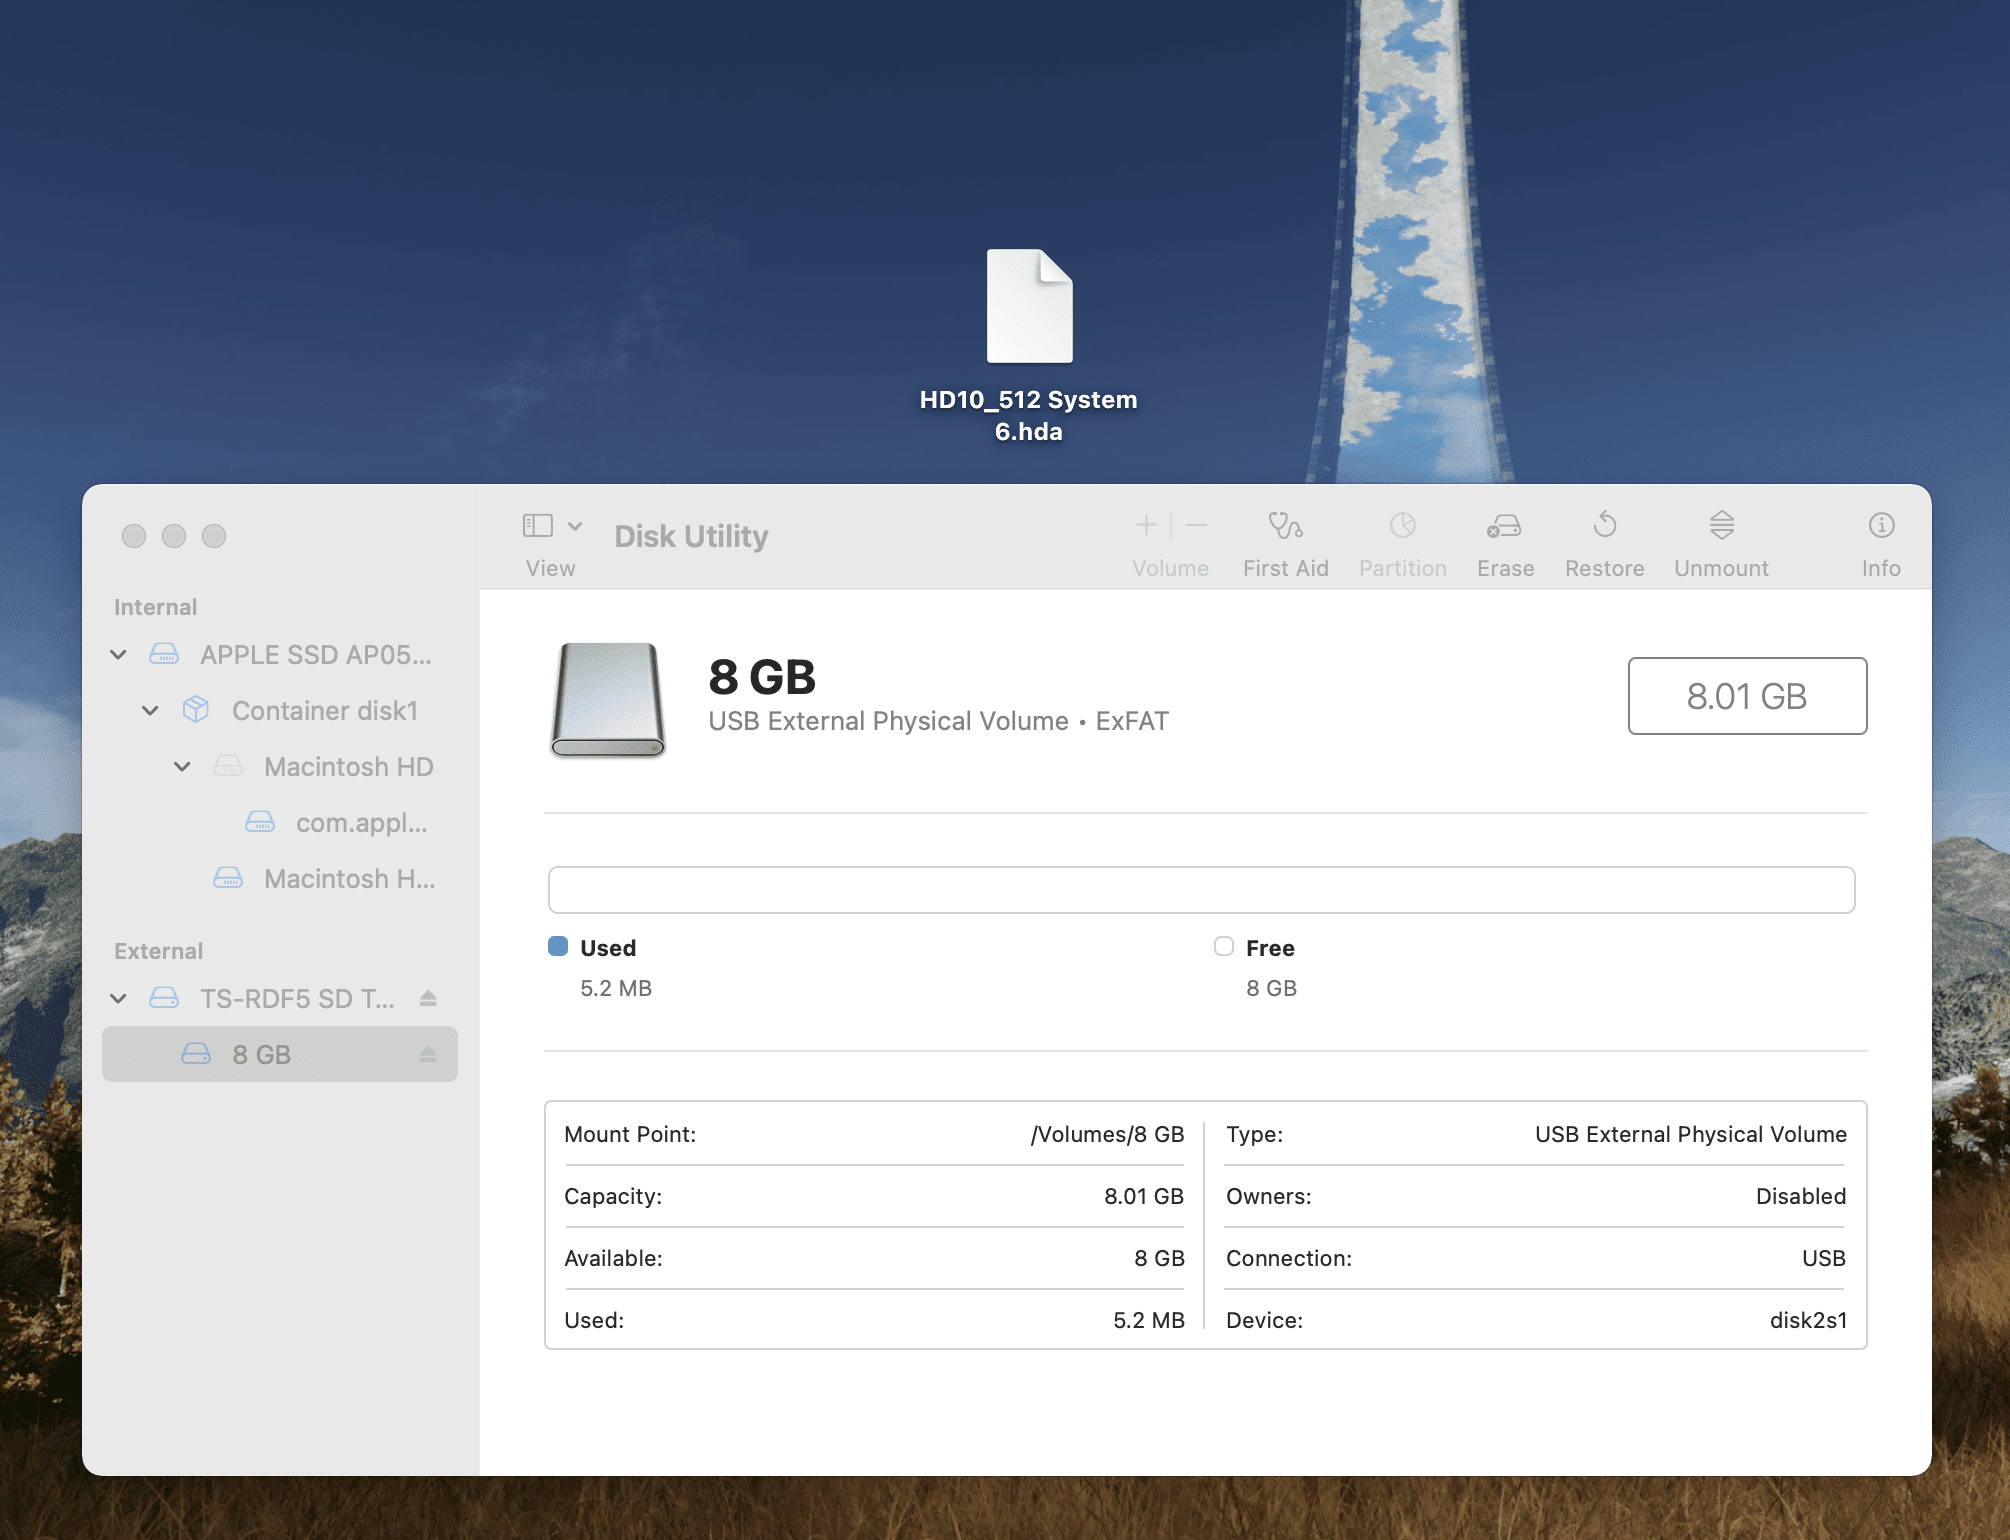 HD10_512 System
6.hda
View
Disk Utility
Volume
First Aid
Partition
Erase
Restore
Unmount
Info
Internal
APPLE SSD AP05...
Container disk1
Macintosh HD
com.appl...
Macintosh H...
External
TS-RDF5 SD T...
8 GB
8 GB
USB External Physical Volume • ExFAT
8.01 GB
Used
5.2 MB
Free
8 GB
Mount Point: /Volumes/8 GB
Capacity: 8.01 GB
Available: 8 GB
Used: 5.2 MB
Type: USB External Physical Volume
Owners: Disabled
Connection: USB
Device: disk2s1